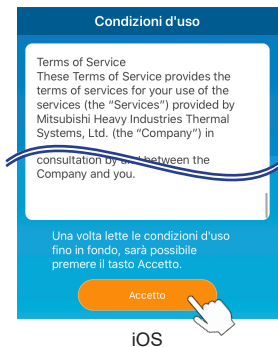 Condizioni d'uso
Terms of Service
These Terms of Service provides the
terms of services for your use of the
services (the “Services”) provided by
Mitsubishi Heavy Industries Thermal
Systems, Ltd. (the “Company”) in
consultation by and between the
Company and you.
Una volta lette le condizioni d'uso
fino in fondo, sarà possibile
premere il tasto Accetto.
Accetto
iOS